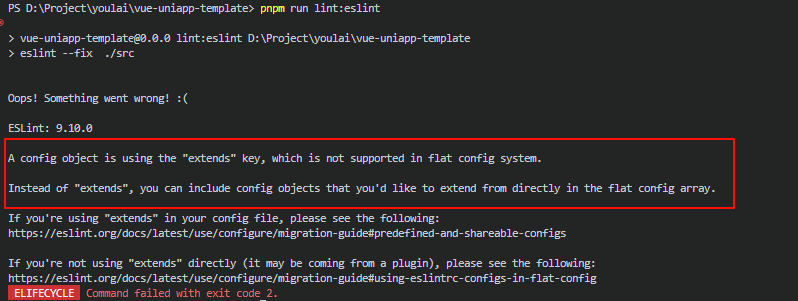 PS D:\Project\youlai\vue-uniapp-template> pnpm run lint:eslint
> vue-uniapp-template@0.0.0 lint:eslint D:\Project\youlai\vue-uniapp-template
> eslint --fix  ./src
Oops! Something went wrong! :(
ESLint: 9.10.0
A config object is using the "extends" key, which is not supported in flat config system.
Instead of "extends", you can include config objects that you'd like to extend from directly in the flat config array.
If you're using "extends" in your config file, please see the following:
https://eslint.org/docs/latest/use/configure/migration-guide#predefined-and-shareable-configs
If you're not using "extends" directly (it may be coming from a plugin), please see the following:
https://eslint.org/docs/latest/use/configure/migration-guide#using-eslintrc-configs-in-flat-config
ELIFECYCLE  Command failed with exit code 2.